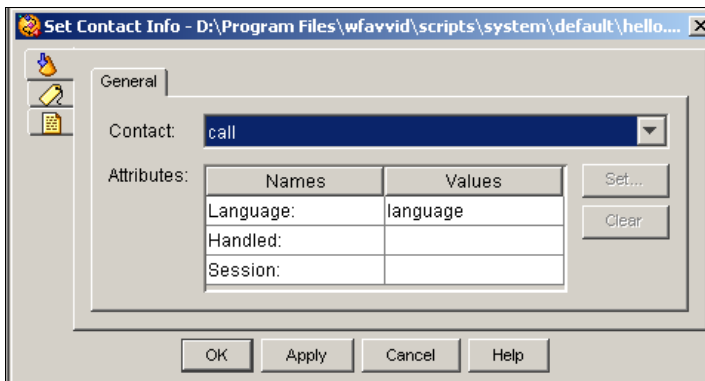 Set Contact Info - D:\Program Files\wfavvid\scripts\system\default\hello....
General
Contact: call
Attributes: Names Values Set...
Language: language
Clear
Handled:
Session:
OK Apply Cancel Help